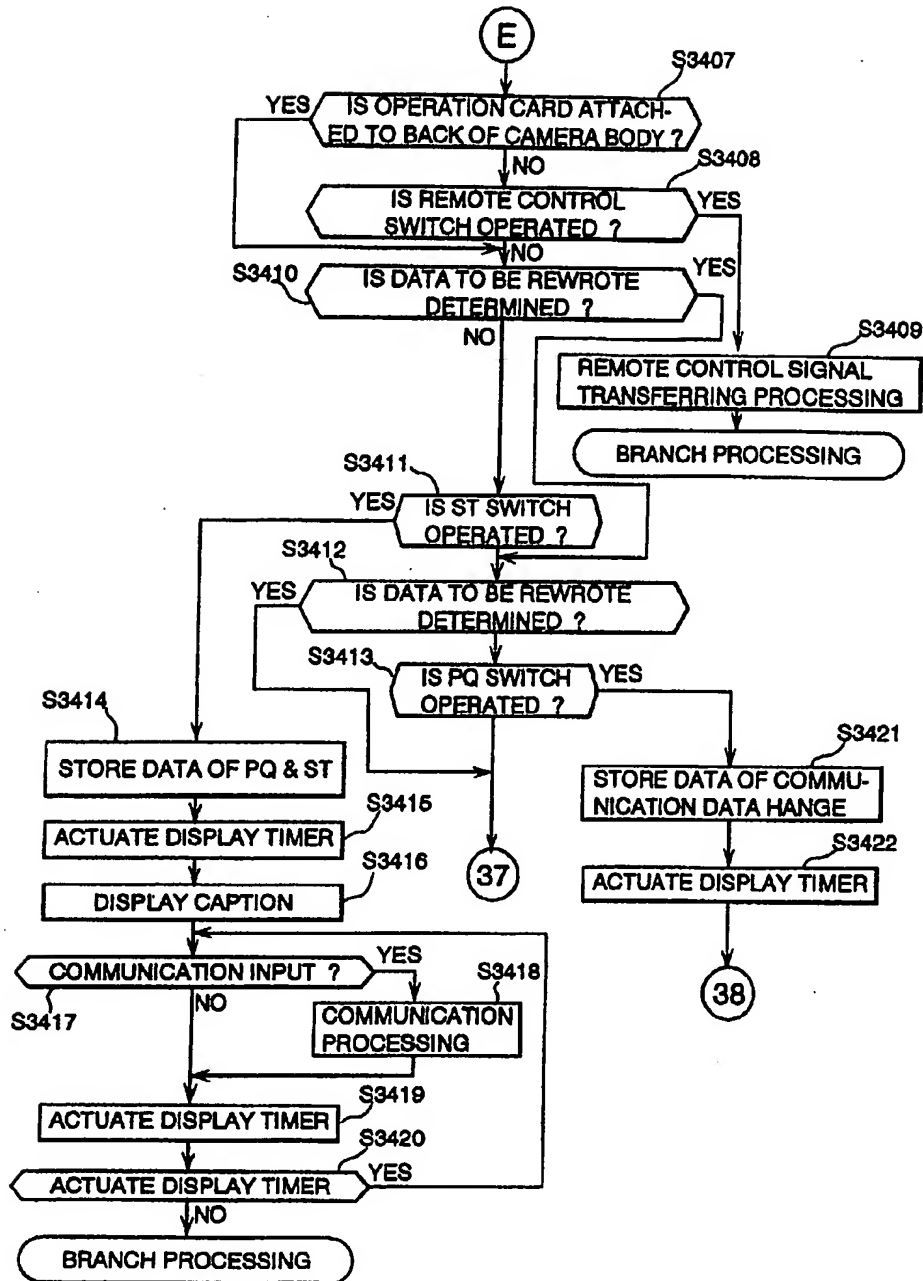 E
S3407
YES
IS OPERATION CARD ATTACH-
ED TO BACK OF CAMERA BODY ?
NO
S3408
IS REMOTE CONTROL
SWITCH OPERATED ?
YES
NO
S3410
IS DATA TO BE REWROTE
DETERMINED ?
YES
NO
S3409
REMOTE CONTROL SIGNAL
TRANSFERRING PROCESSING
BRANCH PROCESSING
S3411
YES
IS ST SWITCH
OPERATED ?
S3412
YES
IS DATA TO BE REWROTE
DETERMINED ?
S3413
IS PQ SWITCH
OPERATED ?
YES
S3414
STORE DATA OF PQ & ST
S3421
STORE DATA OF COMMU-
NICATION DATA HANGE
S3415
ACTUATE DISPLAY TIMER
S3422
ACTUATE DISPLAY TIMER
S3416
DISPLAY CAPTION
37
38
COMMUNICATION INPUT ?
YES
S3417
NO
S3418
COMMUNICATION
PROCESSING
S3419
ACTUATE DISPLAY TIMER
S3420
ACTUATE DISPLAY TIMER
YES
NO
BRANCH PROCESSING